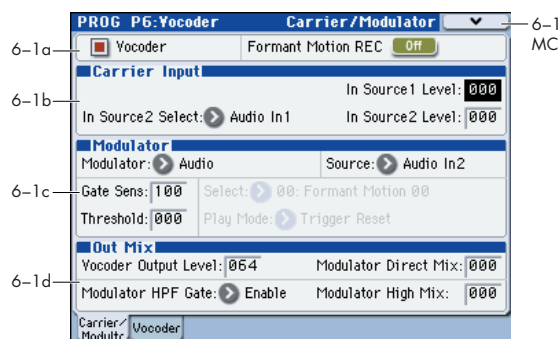 PROG P6:Vocoder Carrier/Modulator
6–1
MC
6–1a
Vocoder Formant Motion REC Off
Carrier Input
6–1b
In Source1 Level: 000
In Source2 Select: Audio In1 In Source2 Level: 000
Modulator
Modulator: Audio Source: Audio In2
6–1c
Gate Sens: 100 Select: 00: Formant Motion 00
Threshold: 000 Play Mode: Trigger Reset
Out Mix
Vocoder Output Level: 064 Modulator Direct Mix: 000
6–1d
Modulator HPF Gate: Enable Modulator High Mix: 000
Carrier/
Modultr
Vocoder